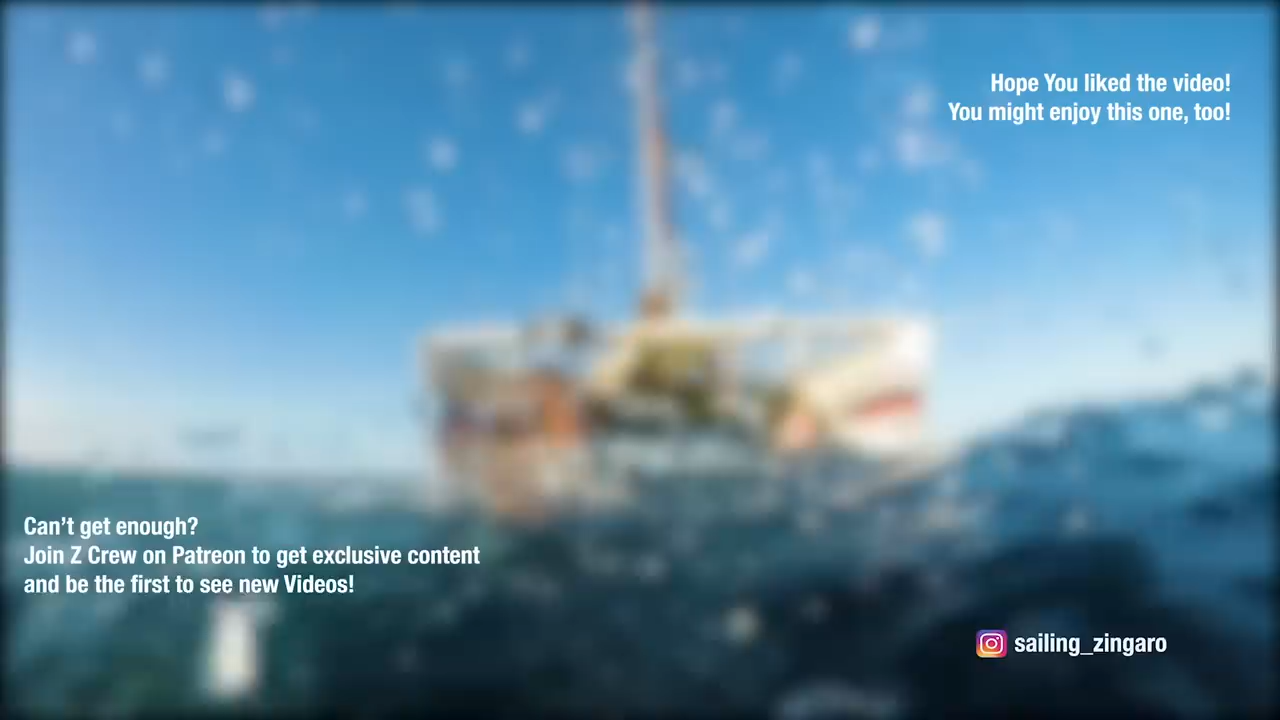 Hope You liked the video!
You might enjoy this one, too!
Can’t get enough?
Join Z Crew on Patreon to get exclusive content
and be the first to see new Videos!
sailing_zingaro